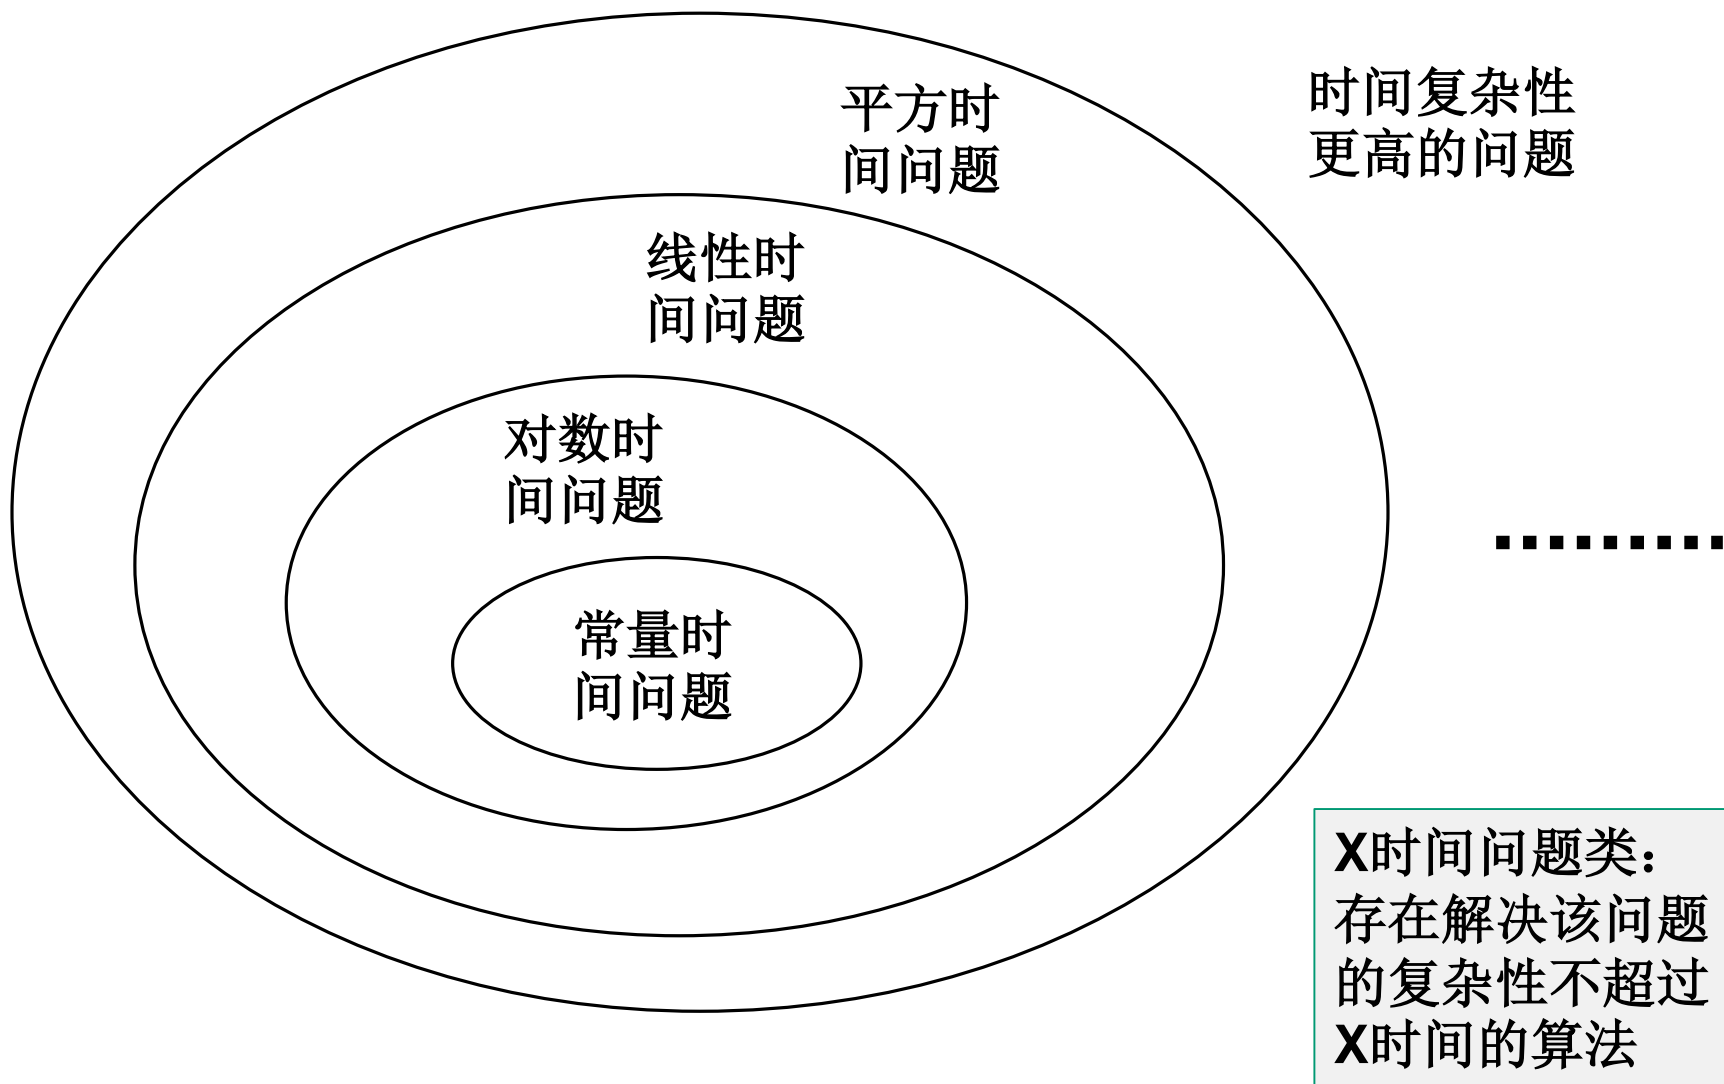 平方时
间问题
时间复杂性
更高的问题
线性时
间问题
对数时
间问题
常量时
间问题
X时间问题类：
存在解决该问题
的复杂性不超过
X时间的算法